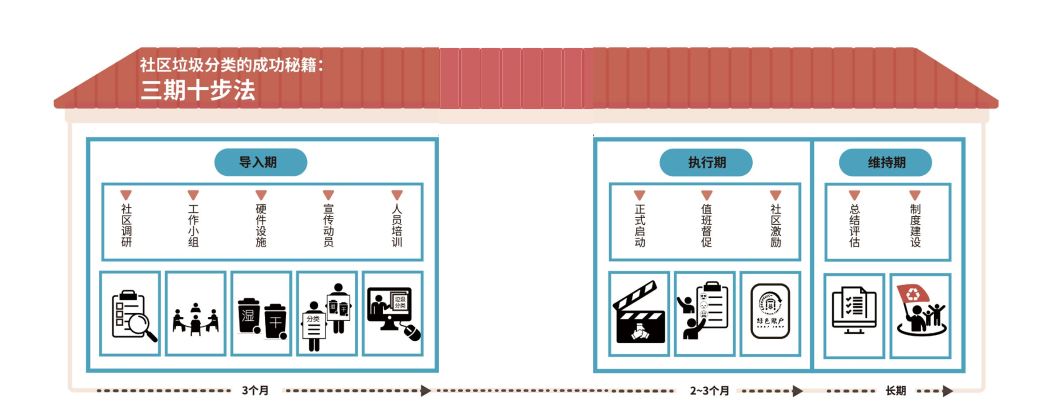 社区垃圾分类的成功秘籍：
三期十步法
导入期
社区调研
工作小组
硬件设施
宣传动员
人员培训
湿
干
分类
垃圾
分类
3个月
执行期
正式启动
值班督促
社区激励
绿色账户
2~3个月
维持期
总结评估
制度建设
长期